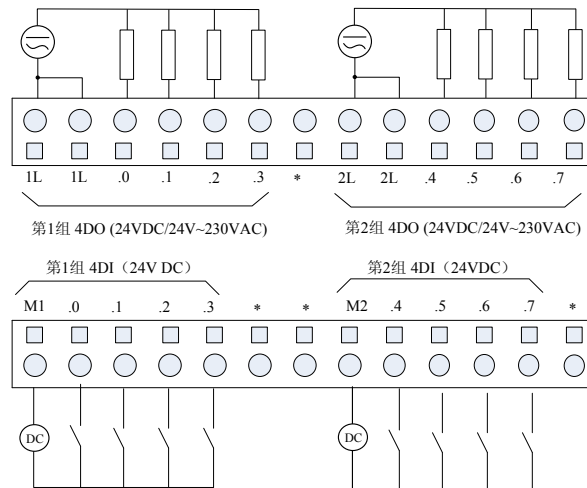 1L 1L .0 .1 .2 .3 * 2L 2L .4 .5 .6 .7
第1组 4DO (24VDC/24V~230VAC) 第2组 4DO (24VDC/24V~230VAC)
第1组 4DI（24V DC） 第2组 4DI（24VDC）
M1 .0 .1 .2 .3 * * M2 .4 .5 .6 .7 *
DC DC